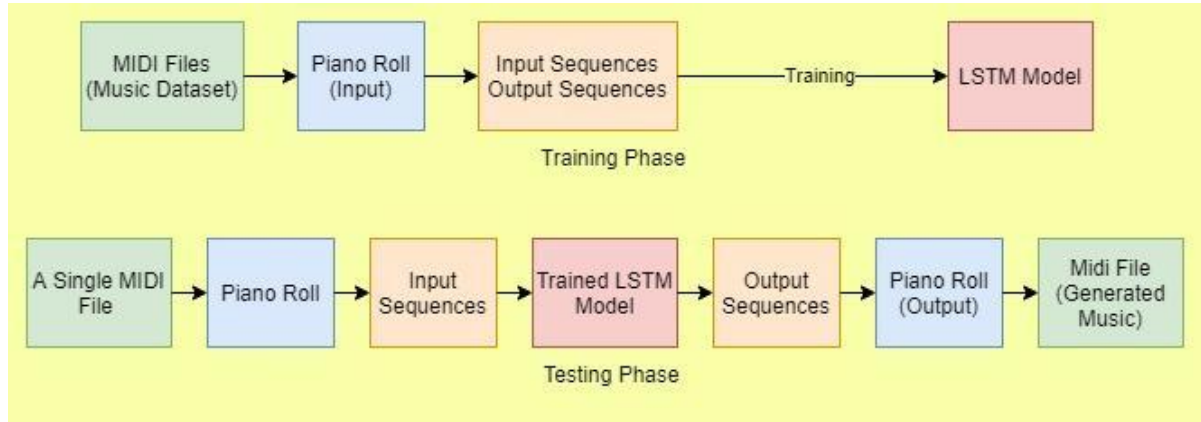 MIDI Files
(Music Dataset)
Piano Roll
(Input)
Input Sequences
Output Sequences
Training
LSTM Model
Training Phase
A Single MIDI
File
Piano Roll
Input
Sequences
Trained LSTM
Model
Output
Sequences
Piano Roll
(Output)
Midi File
(Generated
Music)
Testing Phase